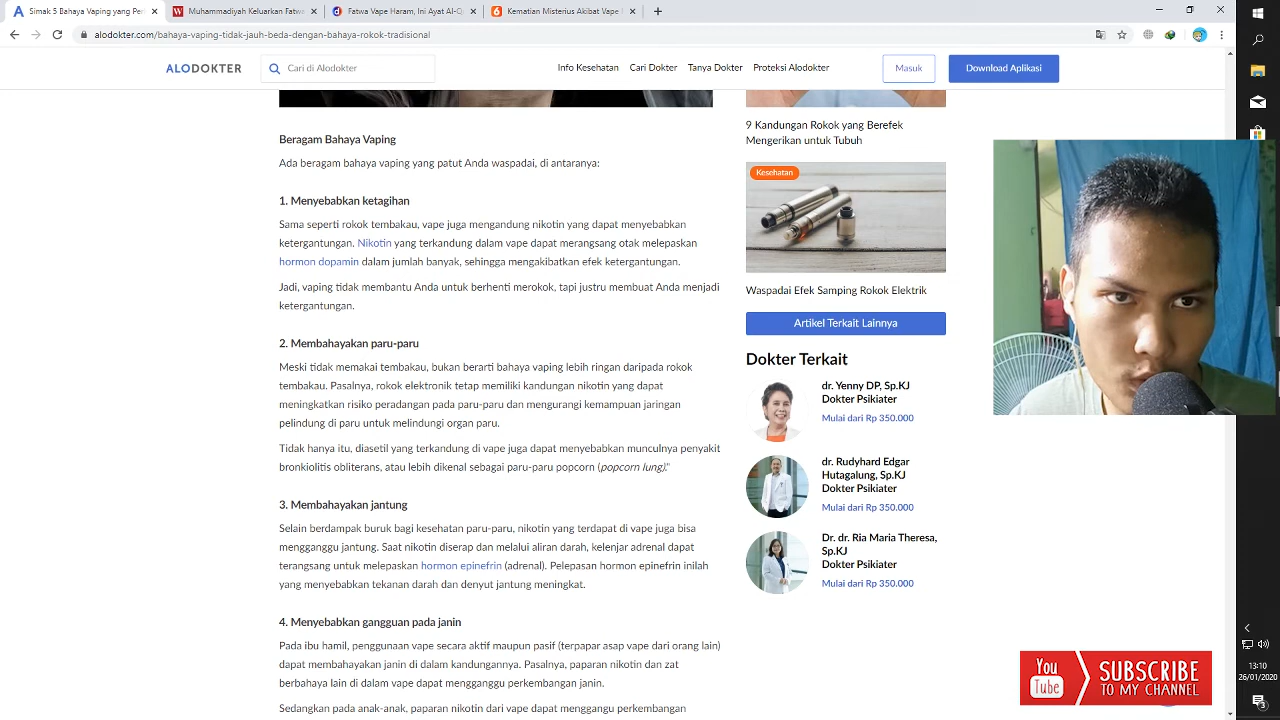 Simak 5 Bahaya Vaping yang Per
Muhammadiyah Keluarkan Fatwa
Fatwa Vape Haram, Ini Ayat Al-Q
Kematian Misterius Akibat Vape
alodokter.com/bahaya-vaping-tidak-jauh-beda-dengan-bahaya-rokok-tradisional
ALODOKTER
Cari di Alodokter
Info Kesehatan
Cari Dokter
Tanya Dokter
Proteksi Alodokter
Masuk
Download Aplikasi
Beragam Bahaya Vaping
Ada beragam bahaya vaping yang patut Anda waspadai, di antaranya:
1. Menyebabkan ketagihan
Sama seperti rokok tembakau, vape juga mengandung nikotin yang dapat menyebabkan
ketergantungan. Nikotin yang terkandung dalam vape dapat merangsang otak melepaskan
hormon dopamin dalam jumlah banyak, sehingga mengakibatkan efek ketergantungan.
Jadi, vaping tidak membantu Anda untuk berhenti merokok, tapi justru membuat Anda menjadi
ketergantungan.
2. Membahayakan paru-paru
Meski tidak memakai tembakau, bukan berarti bahaya vaping lebih ringan daripada rokok
tembakau. Pasalnya, rokok elektronik tetap memiliki kandungan nikotin yang dapat
meningkatkan risiko peradangan pada paru-paru dan mengurangi kemampuan jaringan
pelindung di paru untuk melindungi organ paru.
Tidak hanya itu, diasetil yang terkandung di vape juga dapat menyebabkan munculnya penyakit
bronkiolitis obliterans, atau lebih dikenal sebagai paru-paru popcorn (popcorn lung)."
3. Membahayakan jantung
Selain berdampak buruk bagi kesehatan paru-paru, nikotin yang terdapat di vape juga bisa
mengganggu jantung. Saat nikotin diserap dan melalui aliran darah, kelenjar adrenal dapat
terangsang untuk melepaskan hormon epinefrin (adrenal). Pelepasan hormon epinefrin inilah
yang menyebabkan tekanan darah dan denyut jantung meningkat.
4. Menyebabkan gangguan pada janin
Pada ibu hamil, penggunaan vape secara aktif maupun pasif (terpapar asap vape dari orang lain)
dapat membahayakan janin di dalam kandungannya. Pasalnya, paparan nikotin dan zat
berbahaya lain di dalam vape dapat mengganggu perkembangan janin.
Sedangkan pada anak-anak, paparan nikotin dari vape dapat menggangu perkembangan
9 Kandungan Rokok yang Berefek
Mengerikan untuk Tubuh
Kesehatan
Waspadai Efek Samping Rokok Elektrik
Artikel Terkait Lainnya
Dokter Terkait
dr. Yenny DP, Sp.KJ
Dokter Psikiater
Mulai dari Rp 350.000
dr. Rudyhard Edgar
Hutagalung, Sp.KJ
Dokter Psikiater
Mulai dari Rp 350.000
Dr. dr. Ria Maria Theresa,
Sp.KJ
Dokter Psikiater
Mulai dari Rp 350.000
You
Tube
SUBSCRIBE
TO MY CHANNEL
13:10
26/01/2020
3